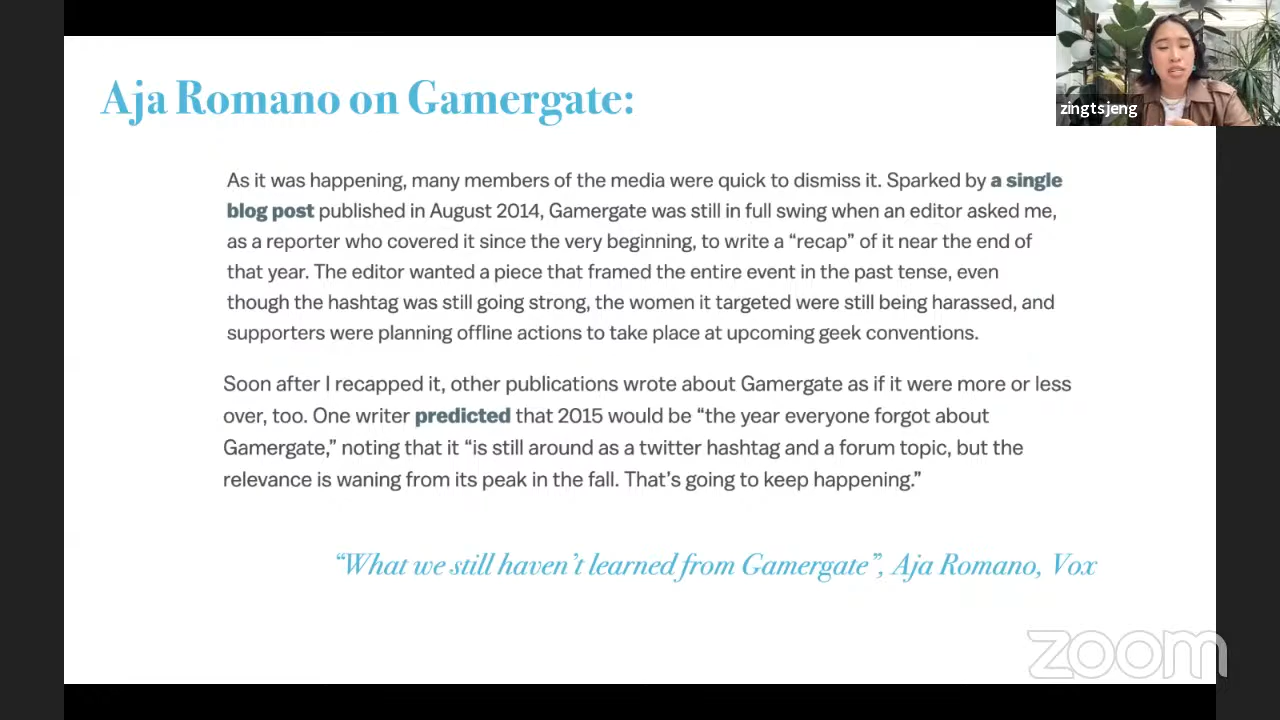 Aja Romano on Gamergate:
zingtsjeng
As it was happening, many members of the media were quick to dismiss it. Sparked by a single
blog post published in August 2014, Gamergate was still in full swing when an editor asked me,
as a reporter who covered it since the very beginning, to write a “recap” of it near the end of
that year. The editor wanted a piece that framed the entire event in the past tense, even
though the hashtag was still going strong, the women it targeted were still being harassed, and
supporters were planning offline actions to take place at upcoming geek conventions.
Soon after I recapped it, other publications wrote about Gamergate as if it were more or less
over, too. One writer predicted that 2015 would be “the year everyone forgot about
Gamergate,” noting that it “is still around as a twitter hashtag and a forum topic, but the
relevance is waning from its peak in the fall. That’s going to keep happening.”
“What we still haven’t learned from Gamergate”, Aja Romano, Vox
zoom